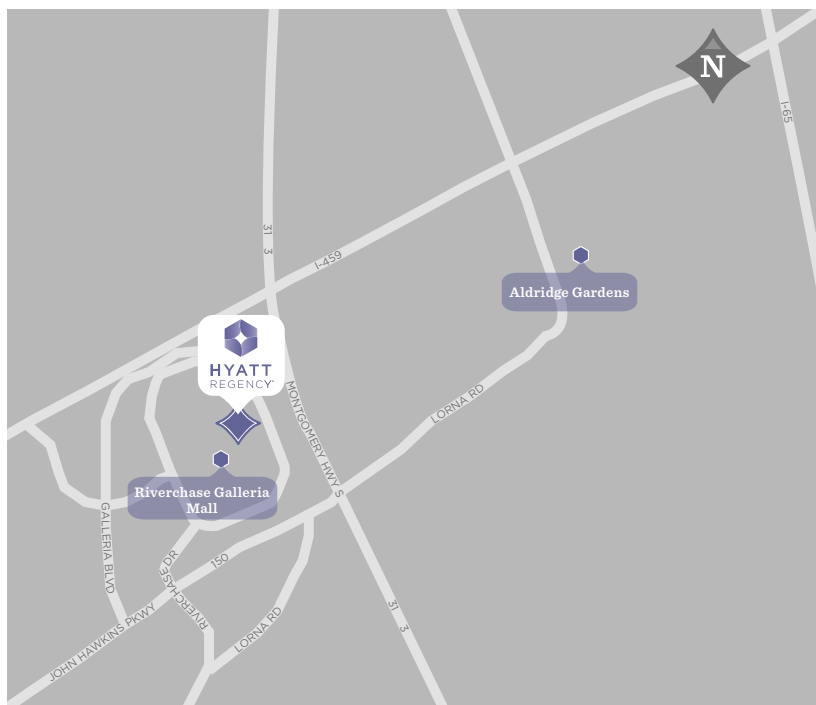 N
I-65
31
3
I-459
Aldridge Gardens
HYATT
REGENCY
MONTGOMERY HWY S
LORNA RD
Riverchase Galleria
Mall
GALLERIA BLVD
RIVERCHASE DR
150
JOHN HAWKINS PKWY
LORNA RD
31
3